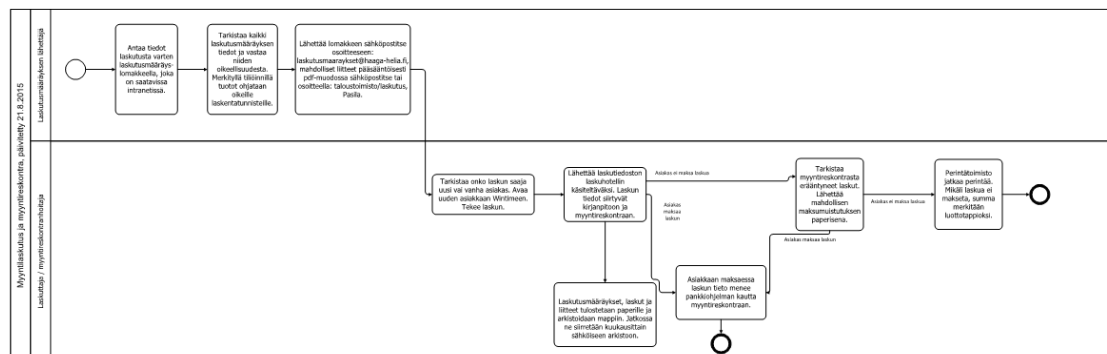 Myyntilaskutus ja myyntireskontra, päivitetty 21.8.2015
Laskutusmääräyksen lähettäjä
Antaa tiedot
laskutusta varten
laskutusmääräys-
lomakkeella, joka
on saatavissa
intranetissä.
Tarkistaa kaikki
laskutusmääräyksen
tiedot ja vastaa
niiden
oikeellisuudesta.
Merkityllä tiliöinnillä
tuotot ohjataan
oikeille
laskentatunnisteille.
Lähettää lomakkeen sähköpostitse
osoitteeseen:
laskutusmaaraykset@haaga-helia.fi,
mahdolliset liitteet pääsääntöisesti
pdf-muodossa sähköpostitse tai
osoitteella: taloustoimisto/laskutus,
Pasila.
Laskuttaja / myyntireskontranhoitaja
Tarkistaa onko laskun saaja
uusi vai vanha asiakas. Avaa
uuden asiakkaan Wintimeen.
Tekee laskun.
Lähettää laskutiedoston
laskuhotellin
käsiteltäväksi. Laskun
tiedot siirtyvät
kirjanpitoon ja
myyntireskontraan.
Asiakas ei maksa laskua
Asiakas
maksaa
laskun
Tarkistaa
myyntireskontrasta
erääntyneet laskut.
Lähettää
mahdollisen
maksumuistutuksen
paperisena.
Asiakas ei maksa laskua
Asiakas maksaa laskun
Perintätoimisto
jatkaa perintää.
Mikäli laskua ei
makseta, summa
merkitään
luottotappioksi.
Laskutusmääräykset, laskut ja
liitteet tulostetaan paperille ja
arkistoidaan mappiin. Jatkossa
ne siirretään kuukausittain
sähköiseen arkistoon.
Asiakkaan maksaessa
laskun tieto menee
pankkiohjelman kautta
myyntireskontraan.